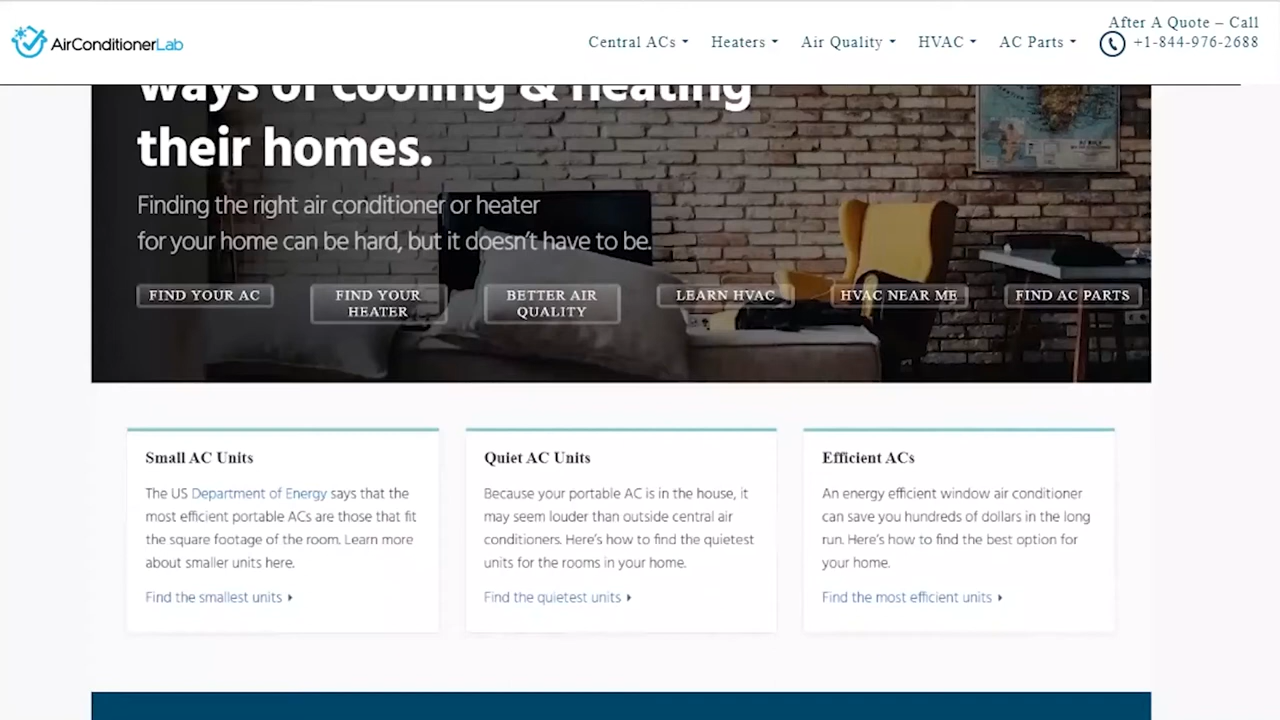 After A Quote – Call
AirConditionerLab
Central ACs
Heaters
Air Quality
HVAC
AC Parts
+1-844-976-2688
ways of cooling & heating
their homes.
Finding the right air conditioner or heater
for your home can be hard, but it doesn't have to be.
FIND YOUR AC
FIND YOUR
HEATER
BETTER AIR
QUALITY
LEARN HVAC
HVAC NEAR ME
FIND AC PARTS
Small AC Units
The US Department of Energy says that the
most efficient portable ACs are those that fit
the square footage of the room. Learn more
about smaller units here.
Find the smallest units
Quiet AC Units
Because your portable AC is in the house, it
may seem louder than outside central air
conditioners. Here's how to find the quietest
units for the rooms in your home.
Find the quietest units
Efficient ACs
An energy efficient window air conditioner
can save you hundreds of dollars in the long
run. Here's how to find the best option for
your home.
Find the most efficient units